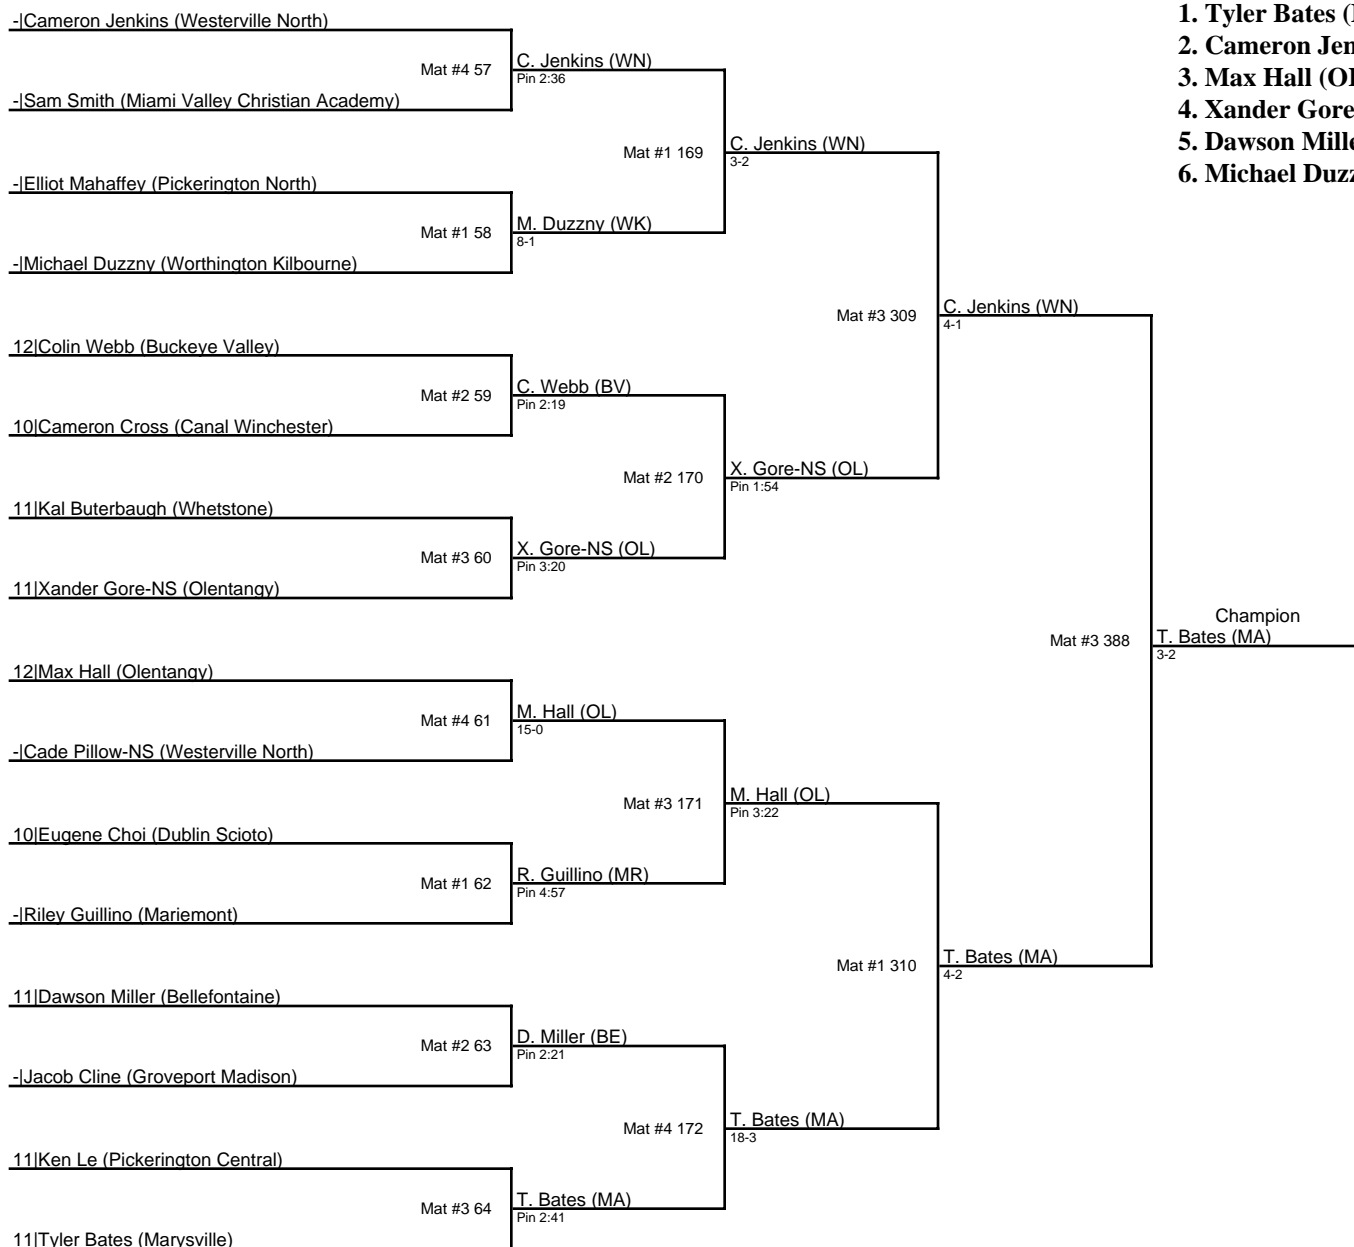 -|Cameron Jenkins (Westerville North)
Mat #4 57
C. Jenkins (WN)
Pin 2:36
-|Sam Smith (Miami Valley Christian Academy)
Mat #1 169
C. Jenkins (WN)
3-2
-|Elliot Mahaffey (Pickerington North)
Mat #1 58
M. Duzzny (WK)
8-1
-|Michael Duzzny (Worthington Kilbourne)
Mat #3 309
C. Jenkins (WN)
4-1
12|Colin Webb (Buckeye Valley)
Mat #2 59
C. Webb (BV)
Pin 2:19
10|Cameron Cross (Canal Winchester)
Mat #2 170
X. Gore-NS (OL)
Pin 1:54
11|Kal Buterbaugh (Whetstone)
Mat #3 60
X. Gore-NS (OL)
Pin 3:20
11|Xander Gore-NS (Olentangy)
Mat #3 388
Champion
T. Bates (MA)
3-2
12|Max Hall (Olentangy)
Mat #4 61
M. Hall (OL)
15-0
-|Cade Pillow-NS (Westerville North)
Mat #3 171
M. Hall (OL)
Pin 3:22
10|Eugene Choi (Dublin Scioto)
Mat #1 62
R. Guillino (MR)
Pin 4:57
-|Riley Guillino (Mariemont)
Mat #1 310
T. Bates (MA)
4-2
11|Dawson Miller (Bellefontaine)
Mat #2 63
D. Miller (BE)
Pin 2:21
-|Jacob Cline (Groveport Madison)
Mat #4 172
T. Bates (MA)
18-3
11|Ken Le (Pickerington Central)
Mat #3 64
T. Bates (MA)
Pin 2:41
11|Tyler Bates (Marysville)
1. Tyler Bates (
2. Cameron Jen
3. Max Hall (O
4. Xander Gore
5. Dawson Mille
6. Michael Duzz